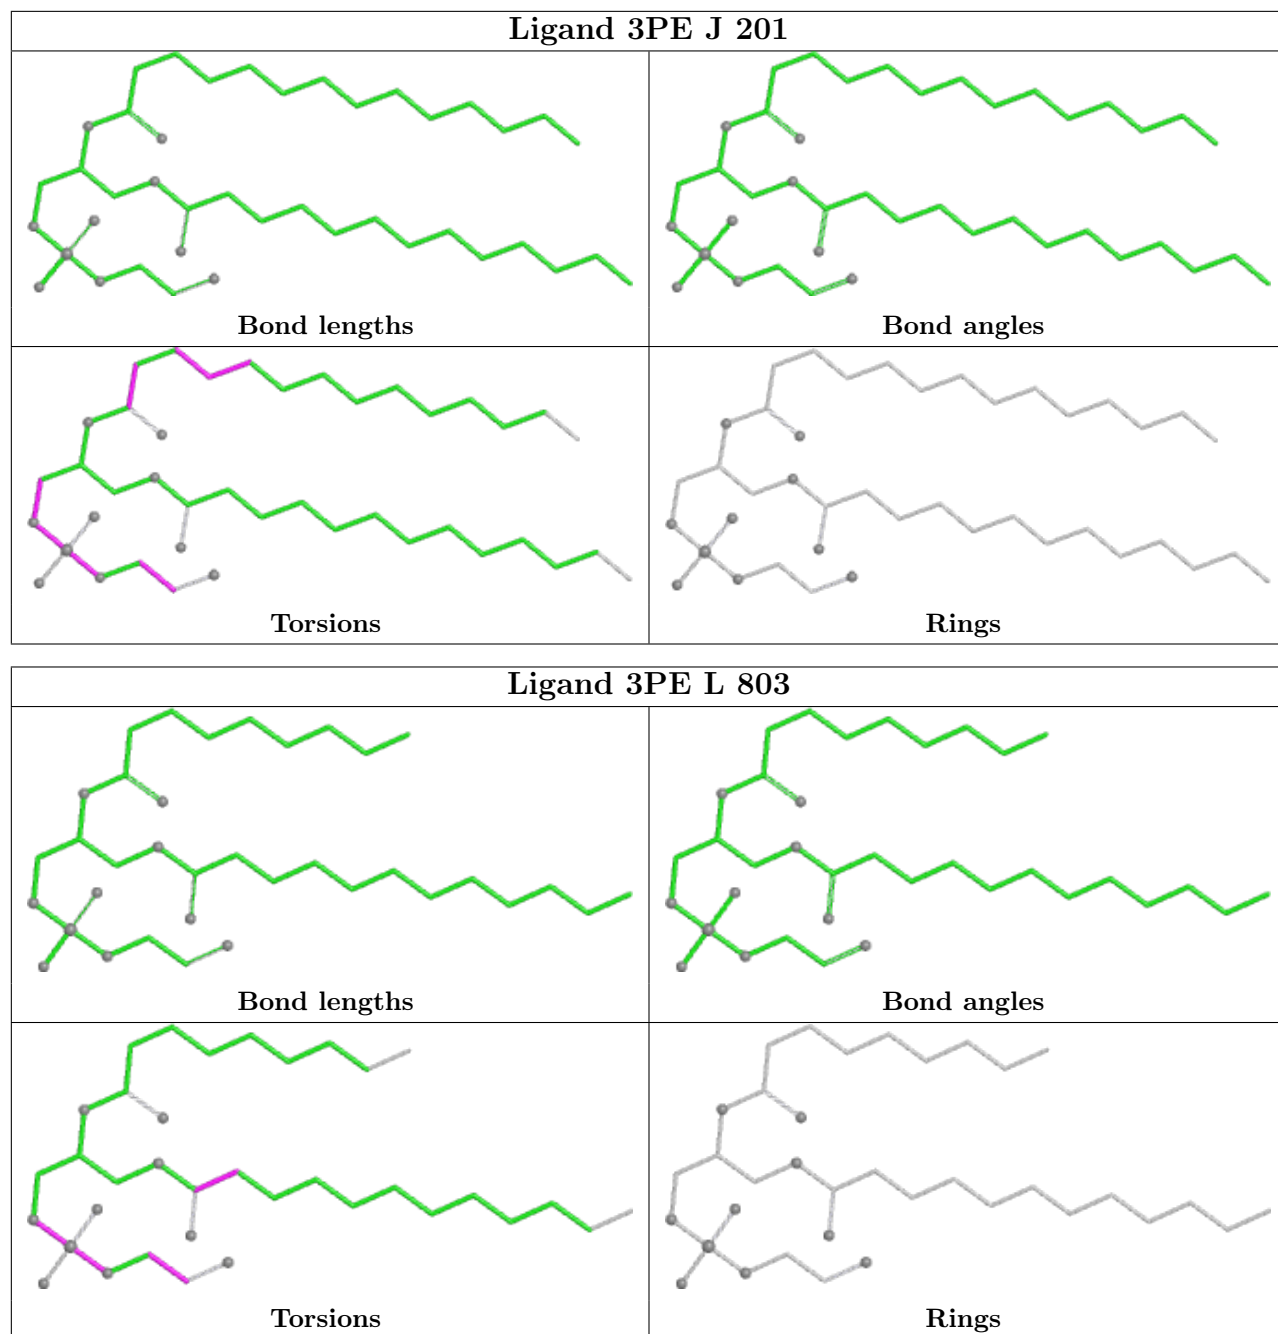 Ligand 3PE J 201
Bond lengths
Bond angles
Torsions
Rings
Ligand 3PE L 803
Bond lengths
Bond angles
Torsions
Rings